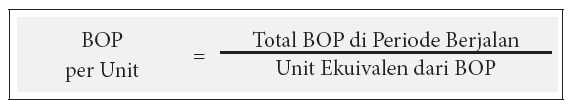 BOP
per Unit
=
Total BOP di Periode Berjalan
Unit Ekuivalen dari BOP